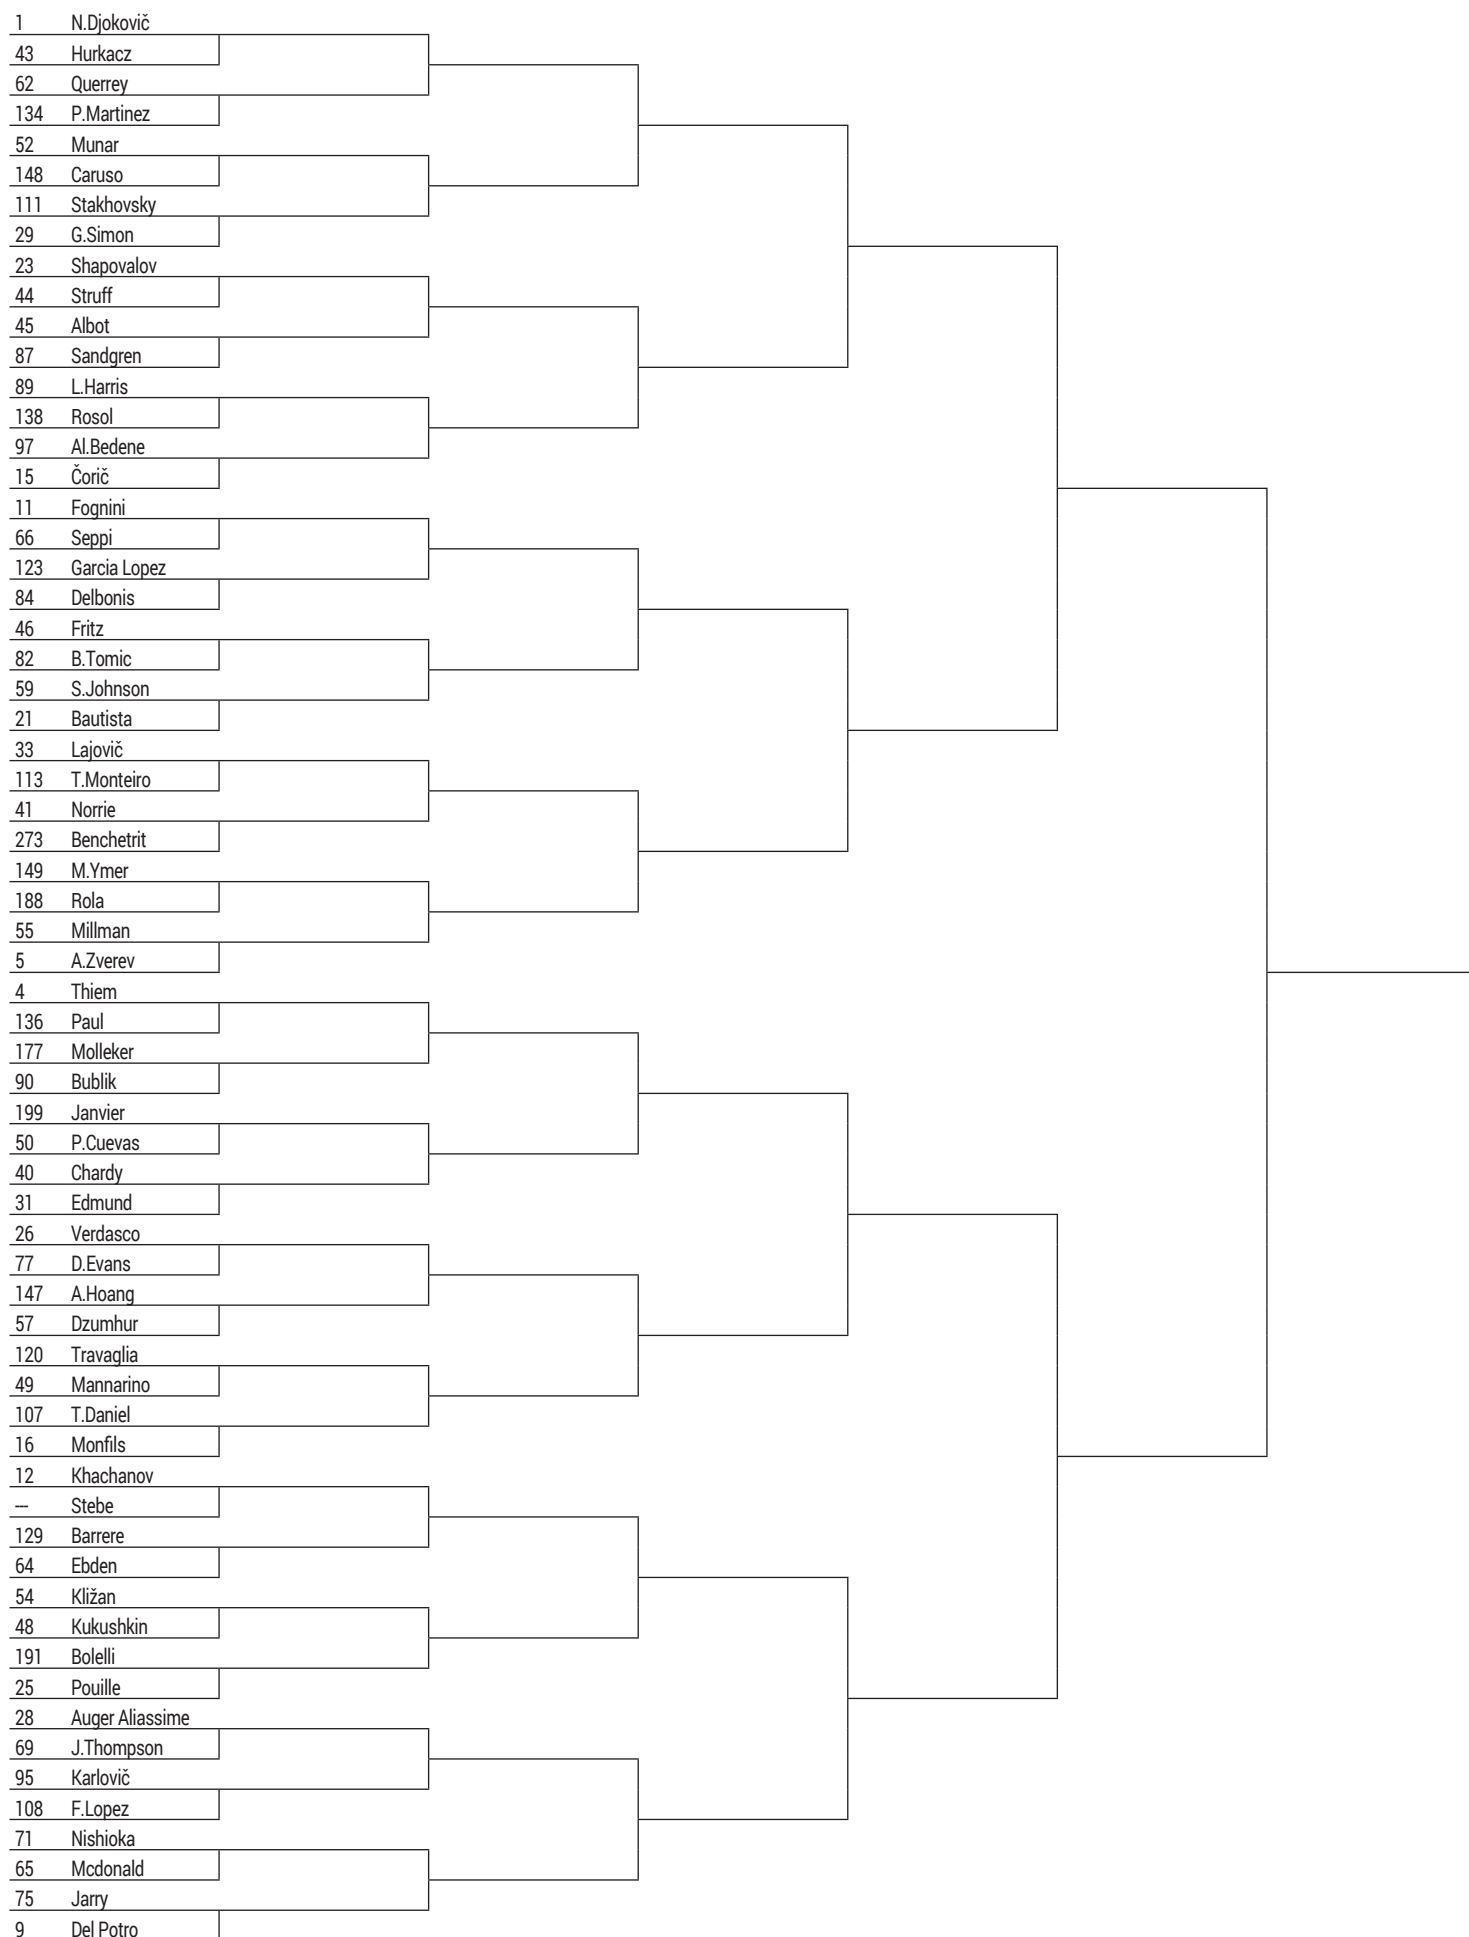 1 N.Djokovič
43 Hurkacz
62 Querrey
134 P.Martinez
52 Munar
148 Caruso
111 Stakhovsky
29 G.Simon
23 Shapovalov
44 Struff
45 Albot
87 Sandgren
89 L.Harris
138 Rosol
97 Al.Bedene
15 Čorič
11 Fognini
66 Seppi
123 Garcia Lopez
84 Delbonis
46 Fritz
82 B.Tomic
59 S.Johnson
21 Bautista
33 Lajovič
113 T.Monteiro
41 Norrie
273 Benchetrit
149 M.Ymer
188 Rola
55 Millman
5 A.Zverev
4 Thiem
136 Paul
177 Molleker
90 Bublik
199 Janvier
50 P.Cuevas
40 Chardy
31 Edmund
26 Verdasco
77 D.Evans
147 A.Hoang
57 Dzumhur
120 Travaglia
49 Mannarino
107 T.Daniel
16 Monfils
12 Khachanov
--- Stebe
129 Barrere
64 Ebden
54 Kližan
48 Kukushkin
191 Bolelli
25 Pouille
28 Auger Aliassime
69 J.Thompson
95 Karlovič
108 F.Lopez
71 Nishioka
65 Mcdonald
75 Jarry
9 Del Potro